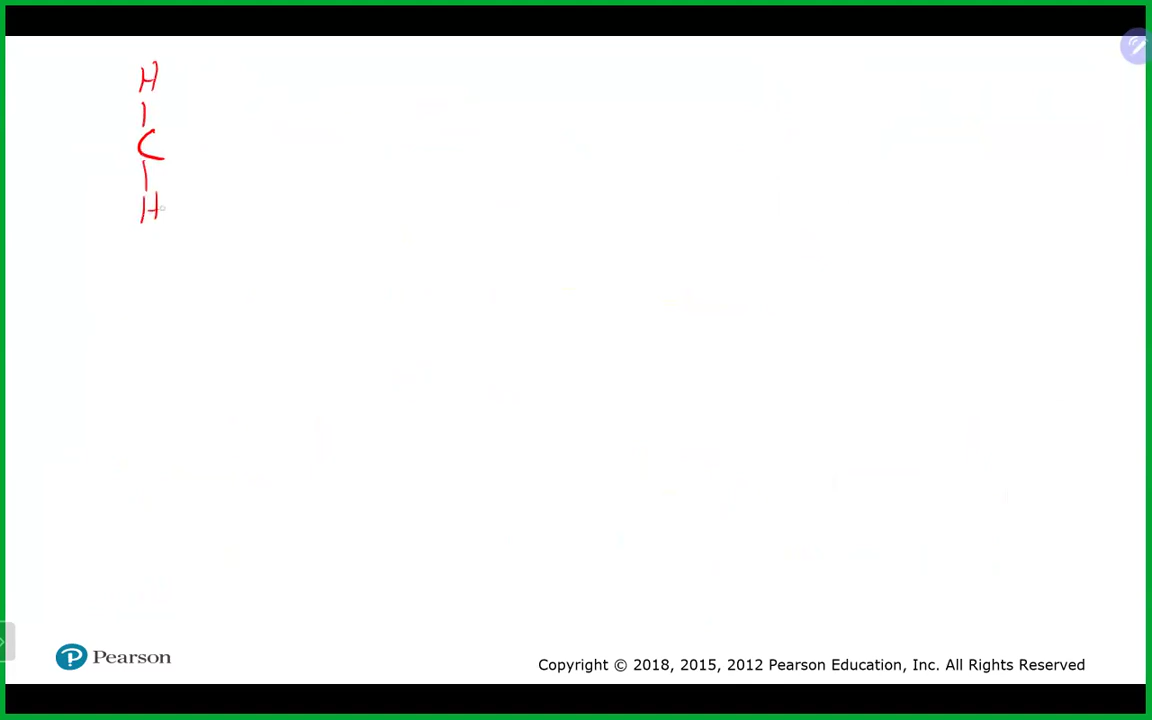 H
|
C
|
H
Pearson
Copyright © 2018, 2015, 2012 Pearson Education, Inc. All Rights Reserved